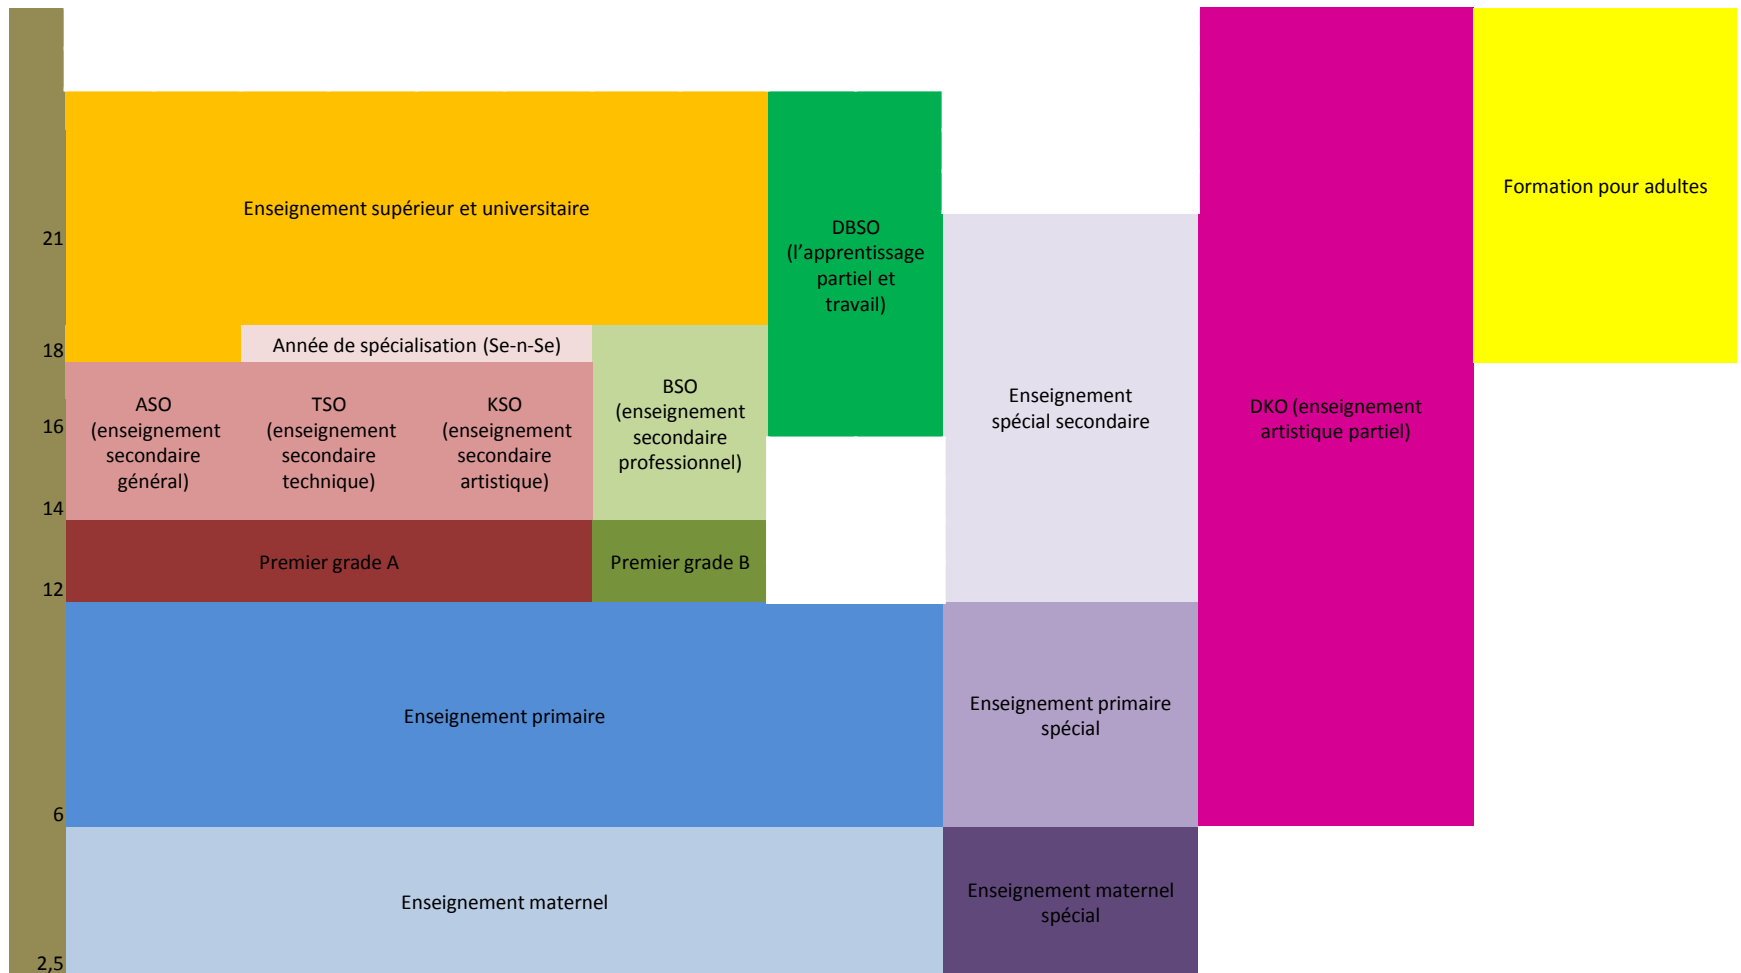 Formation pour adultes
Enseignement supérieur et universitaire
21
DBSO
(l'apprentissage
partiel et
travail)
Année de spécialisation (Se-n-Se)
18
ASO
(enseignement
secondaire
général)
TSO
(enseignement
secondaire
technique)
KSO
(enseignement
secondaire
artistique)
BSO
(enseignement
secondaire
professionnel)
Enseignement
spécial secondaire
DKO (enseignement
artistique partiel)
16
14
Premier grade A
Premier grade B
12
Enseignement primaire
Enseignement primaire
spécial
6
Enseignement maternel
Enseignement maternel
spécial
2,5